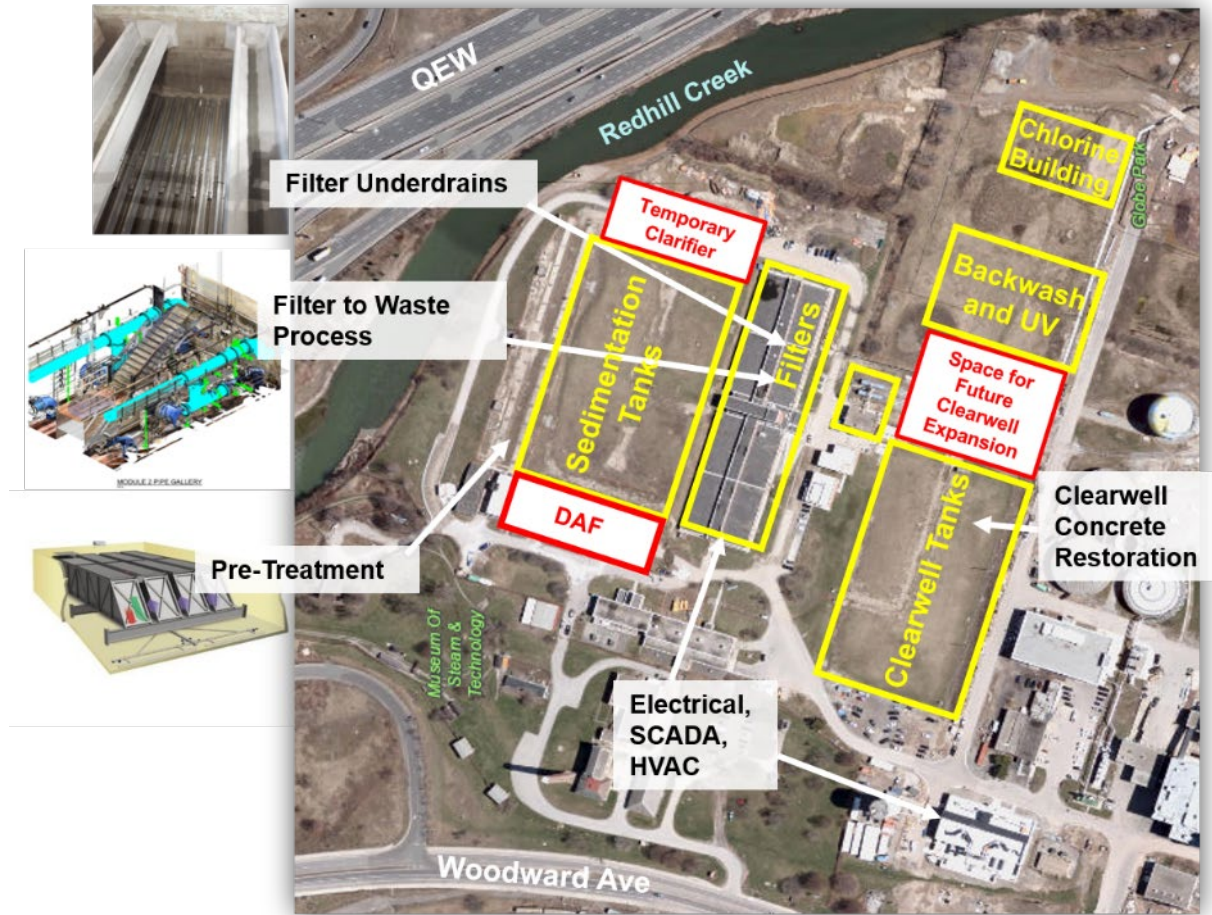 QEW
Redhill Creek
Chlorine
Building
Globe Park
Filter Underdrains
Temporary
Clarifier
Backwash
and UV
Filter to Waste
Process
Sedimentation
Tanks
Filters
Space for
Future
Clearwell
Expansion
MODULE 2 PIPE GALLERY
Clearwell
Concrete
Restoration
DAF
Clearwell Tanks
Pre-Treatment
Museum Of
Steam &
Technology
Electrical,
SCADA,
HVAC
Woodward Ave